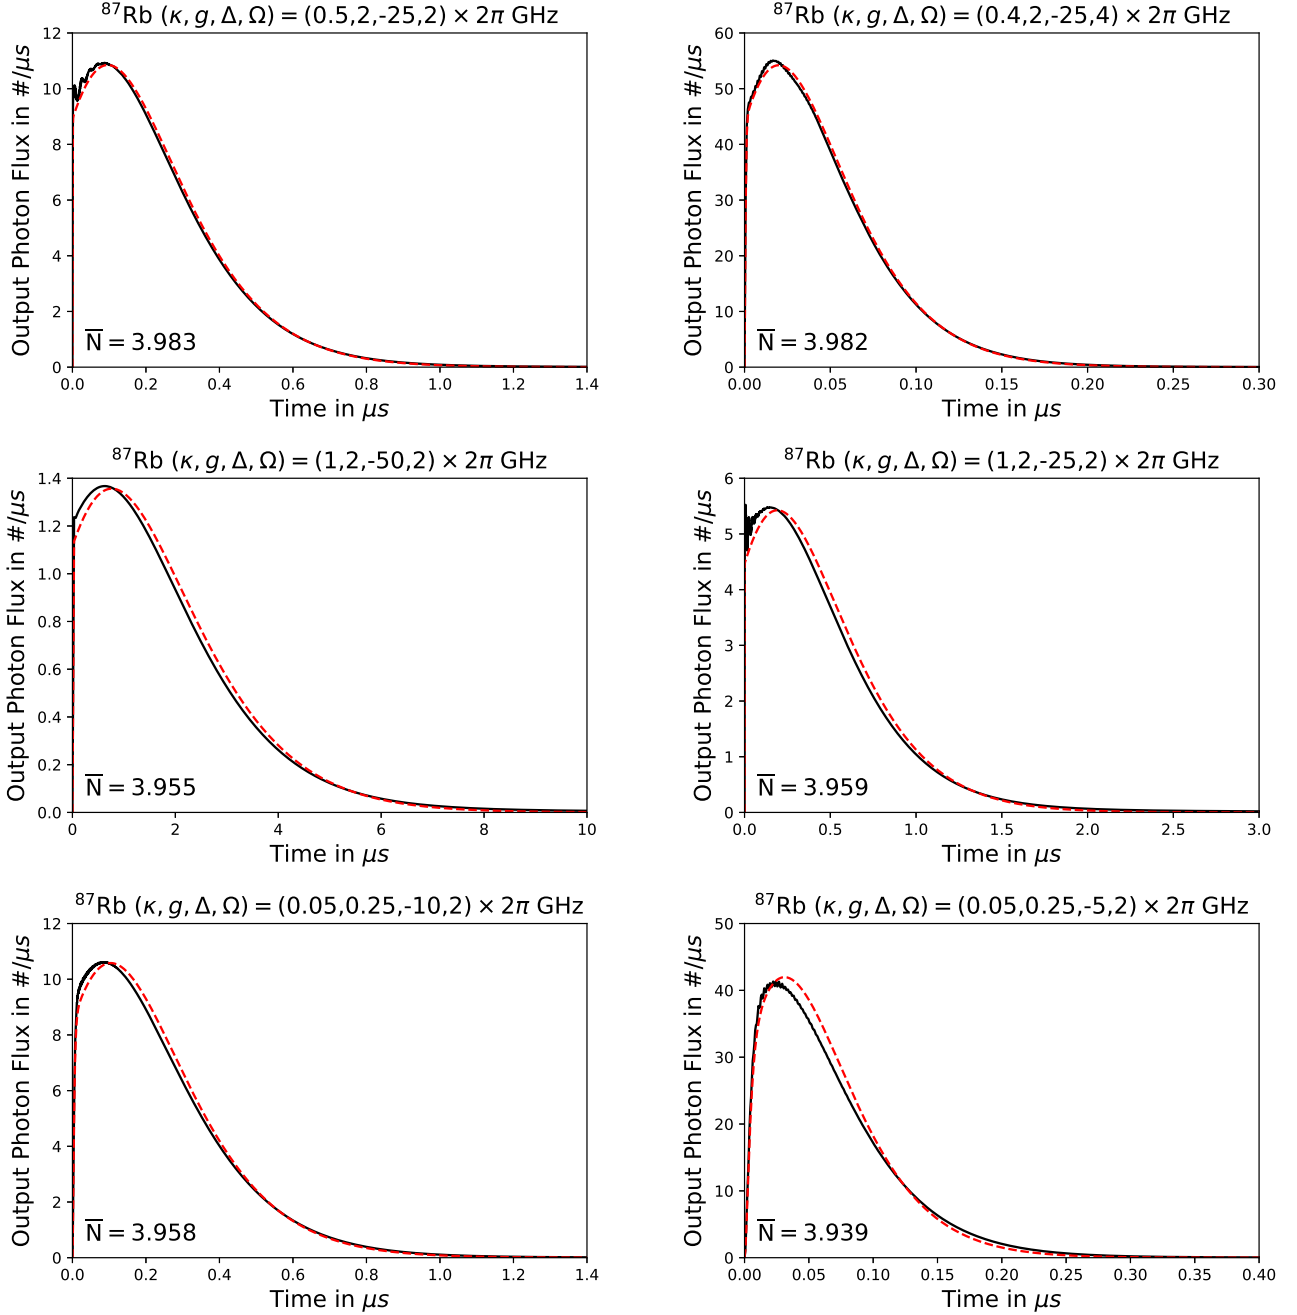 ⁸⁷Rb (κ, g, Δ, Ω) = (0.5,2,-25,2) × 2π GHz
Output Photon Flux in #/μs
12
10
8
6
4
2
0
N̅ = 3.983
0.0 0.2 0.4 0.6 0.8 1.0 1.2 1.4
Time in μs
⁸⁷Rb (κ, g, Δ, Ω) = (0.4,2,-25,4) × 2π GHz
Output Photon Flux in #/μs
60
50
40
30
20
10
0
N̅ = 3.982
0.00 0.05 0.10 0.15 0.20 0.25 0.30
Time in μs
⁸⁷Rb (κ, g, Δ, Ω) = (1,2,-50,2) × 2π GHz
Output Photon Flux in #/μs
1.4
1.2
1.0
0.8
0.6
0.4
0.2
0.0
N̅ = 3.955
0 2 4 6 8 10
Time in μs
⁸⁷Rb (κ, g, Δ, Ω) = (1,2,-25,2) × 2π GHz
Output Photon Flux in #/μs
6
5
4
3
2
1
0
N̅ = 3.959
0.0 0.5 1.0 1.5 2.0 2.5 3.0
Time in μs
⁸⁷Rb (κ, g, Δ, Ω) = (0.05,0.25,-10,2) × 2π GHz
Output Photon Flux in #/μs
12
10
8
6
4
2
0
N̅ = 3.958
0.0 0.2 0.4 0.6 0.8 1.0 1.2 1.4
Time in μs
⁸⁷Rb (κ, g, Δ, Ω) = (0.05,0.25,-5,2) × 2π GHz
Output Photon Flux in #/μs
50
40
30
20
10
0
N̅ = 3.939
0.00 0.05 0.10 0.15 0.20 0.25 0.30 0.35 0.40
Time in μs